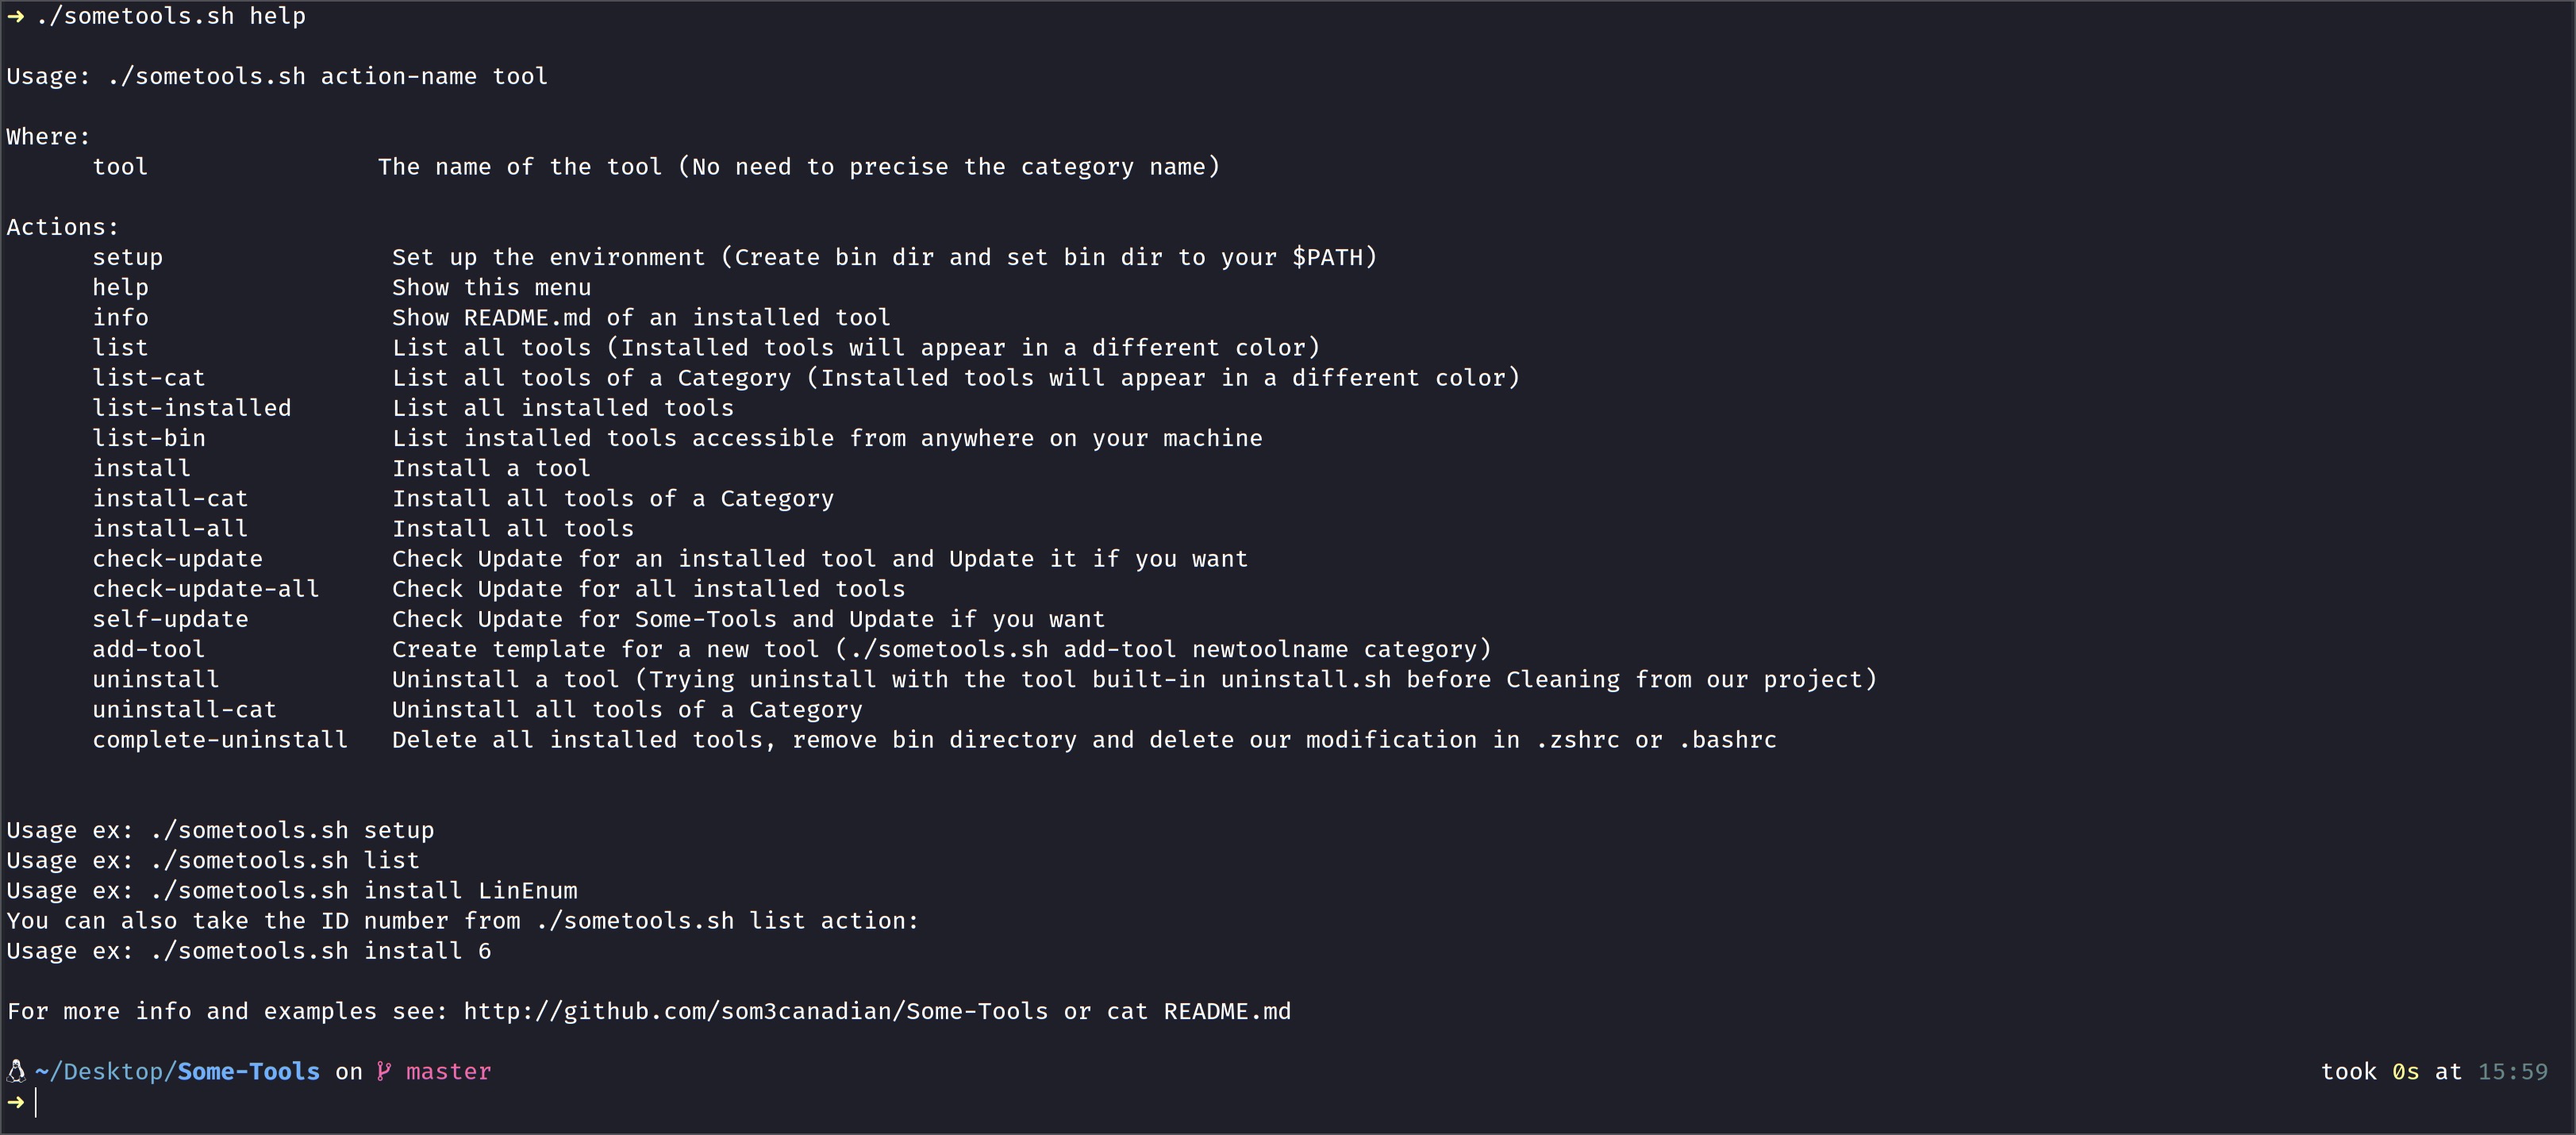 ➜ ./sometools.sh help
Usage: ./sometools.sh action-name tool
Where:
tool The name of the tool (No need to precise the category name)
Actions:
setup Set up the environment (Create bin dir and set bin dir to your $PATH)
help Show this menu
info Show README.md of an installed tool
list List all tools (Installed tools will appear in a different color)
list-cat List all tools of a Category (Installed tools will appear in a different color)
list-installed List all installed tools
list-bin List installed tools accessible from anywhere on your machine
install Install a tool
install-cat Install all tools of a Category
install-all Install all tools
check-update Check Update for an installed tool and Update it if you want
check-update-all Check Update for all installed tools
self-update Check Update for Some-Tools and Update if you want
add-tool Create template for a new tool (./sometools.sh add-tool newtoolname category)
uninstall Uninstall a tool (Trying uninstall with the tool built-in uninstall.sh before Cleaning from our project)
uninstall-cat Uninstall all tools of a Category
complete-uninstall Delete all installed tools, remove bin directory and delete our modification in .zshrc or .bashrc
Usage ex: ./sometools.sh setup
Usage ex: ./sometools.sh list
Usage ex: ./sometools.sh install LinEnum
You can also take the ID number from ./sometools.sh list action:
Usage ex: ./sometools.sh install 6
For more info and examples see: http://github.com/som3canadian/Some-Tools or cat README.md
~/Desktop/Some-Tools on master took 0s at 15:59
➜